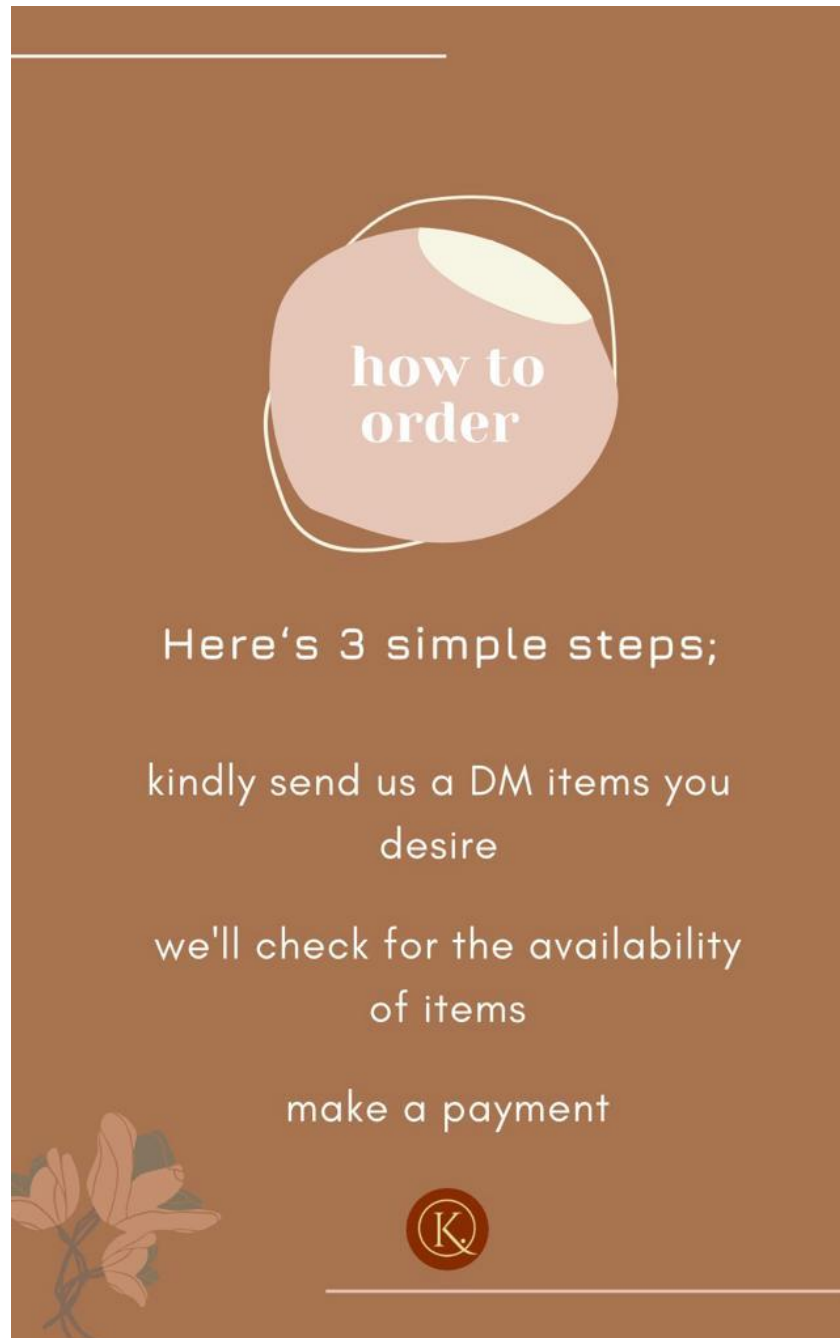 how to
order
Here‘s 3 simple steps;
kindly send us a DM items you
desire
we'll check for the availability
of items
make a payment
K.